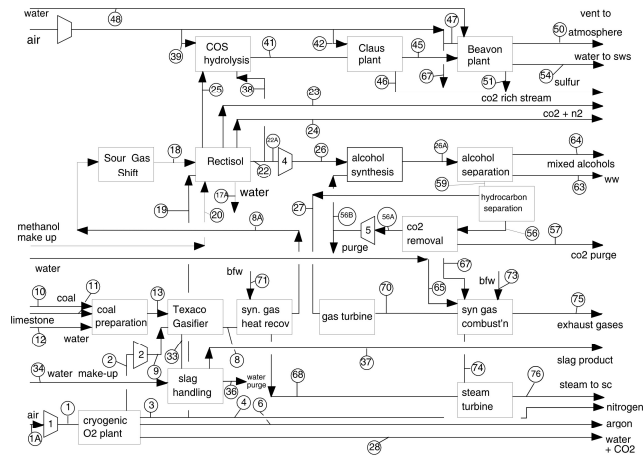 water
48
air
39
COS
hydrolysis
41
42
Claus
plant
45
47
Beavon
plant
50
vent to
atmosphere
water to sws
54
sulfur
51
67
46
38
25
23
co2 rich stream
24
co2 + n2
Sour Gas
Shift
18
Rectisol
22A
22
4
26
alcohol
synthesis
26A
alcohol
separation
64
mixed alcohols
63
ww
59
17A
water
19
20
8A
27
56B
purge
5
56A
co2
removal
hydrocarbon
separation
56
57
co2 purge
methanol
make up
water
10
coal
11
limestone
12
water
coal
preparation
13
Texaco
Gasifier
bfw
71
syn. gas
heat recov
gas turbine
70
65
67
bfw
73
syn gas
combust'n
75
exhaust gases
2
2
9
33
8
37
slag product
34
water make-up
slag
handling
36
water
purge
68
74
steam
turbine
76
steam to sc
air
1A
1
1
cryogenic
O2 plant
3
4
6
28
nitrogen
argon
water
+ CO2